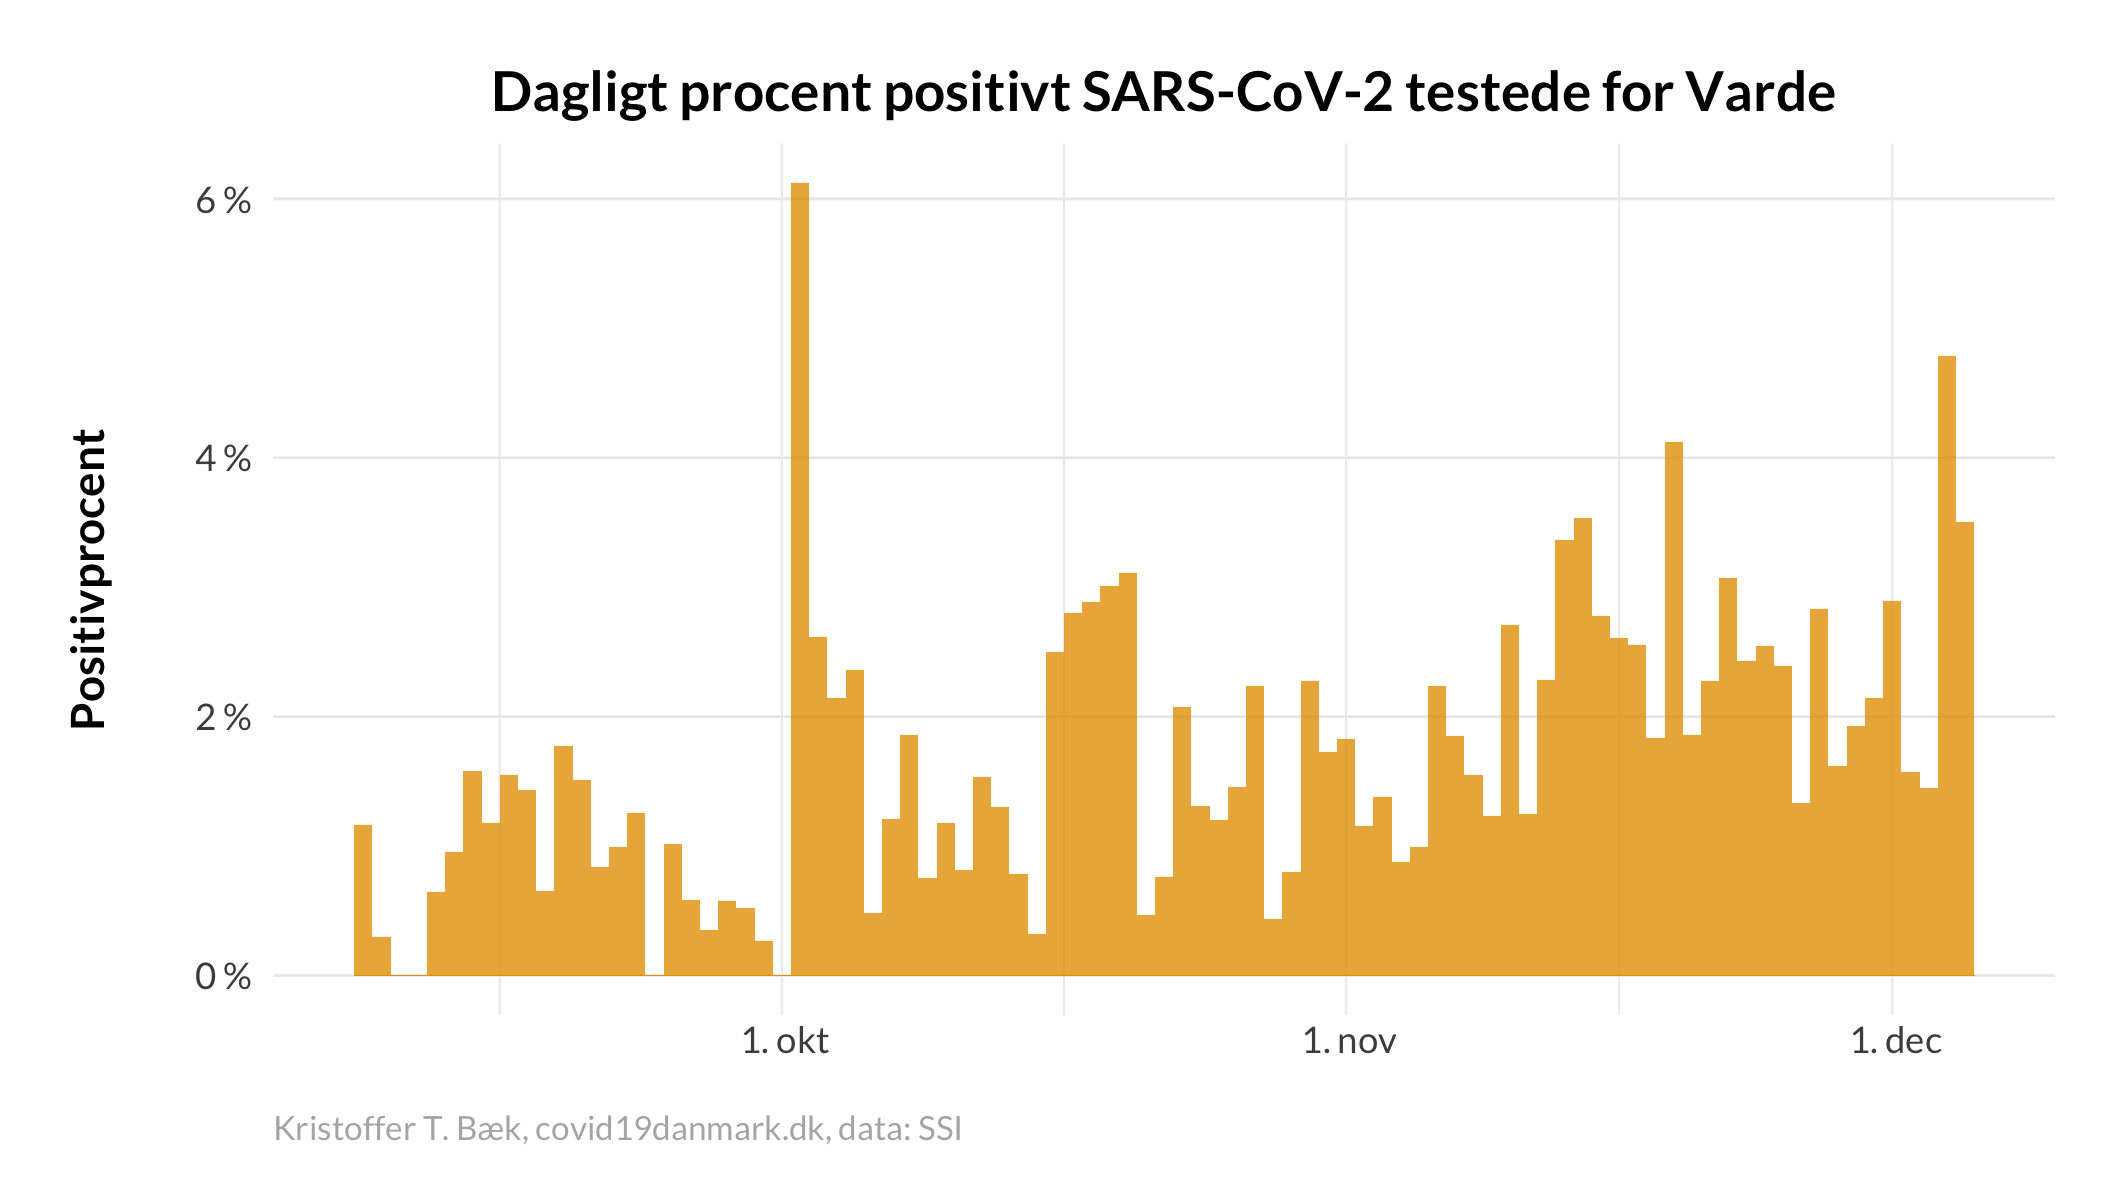 Dagligt procent positivt SARS-CoV-2 testede for Varde
Positivprocent
6 %
4 %
2 %
0 %
1. okt
1. nov
1. dec
Kristoffer T. Bæk, covid19danmark.dk, data: SSI